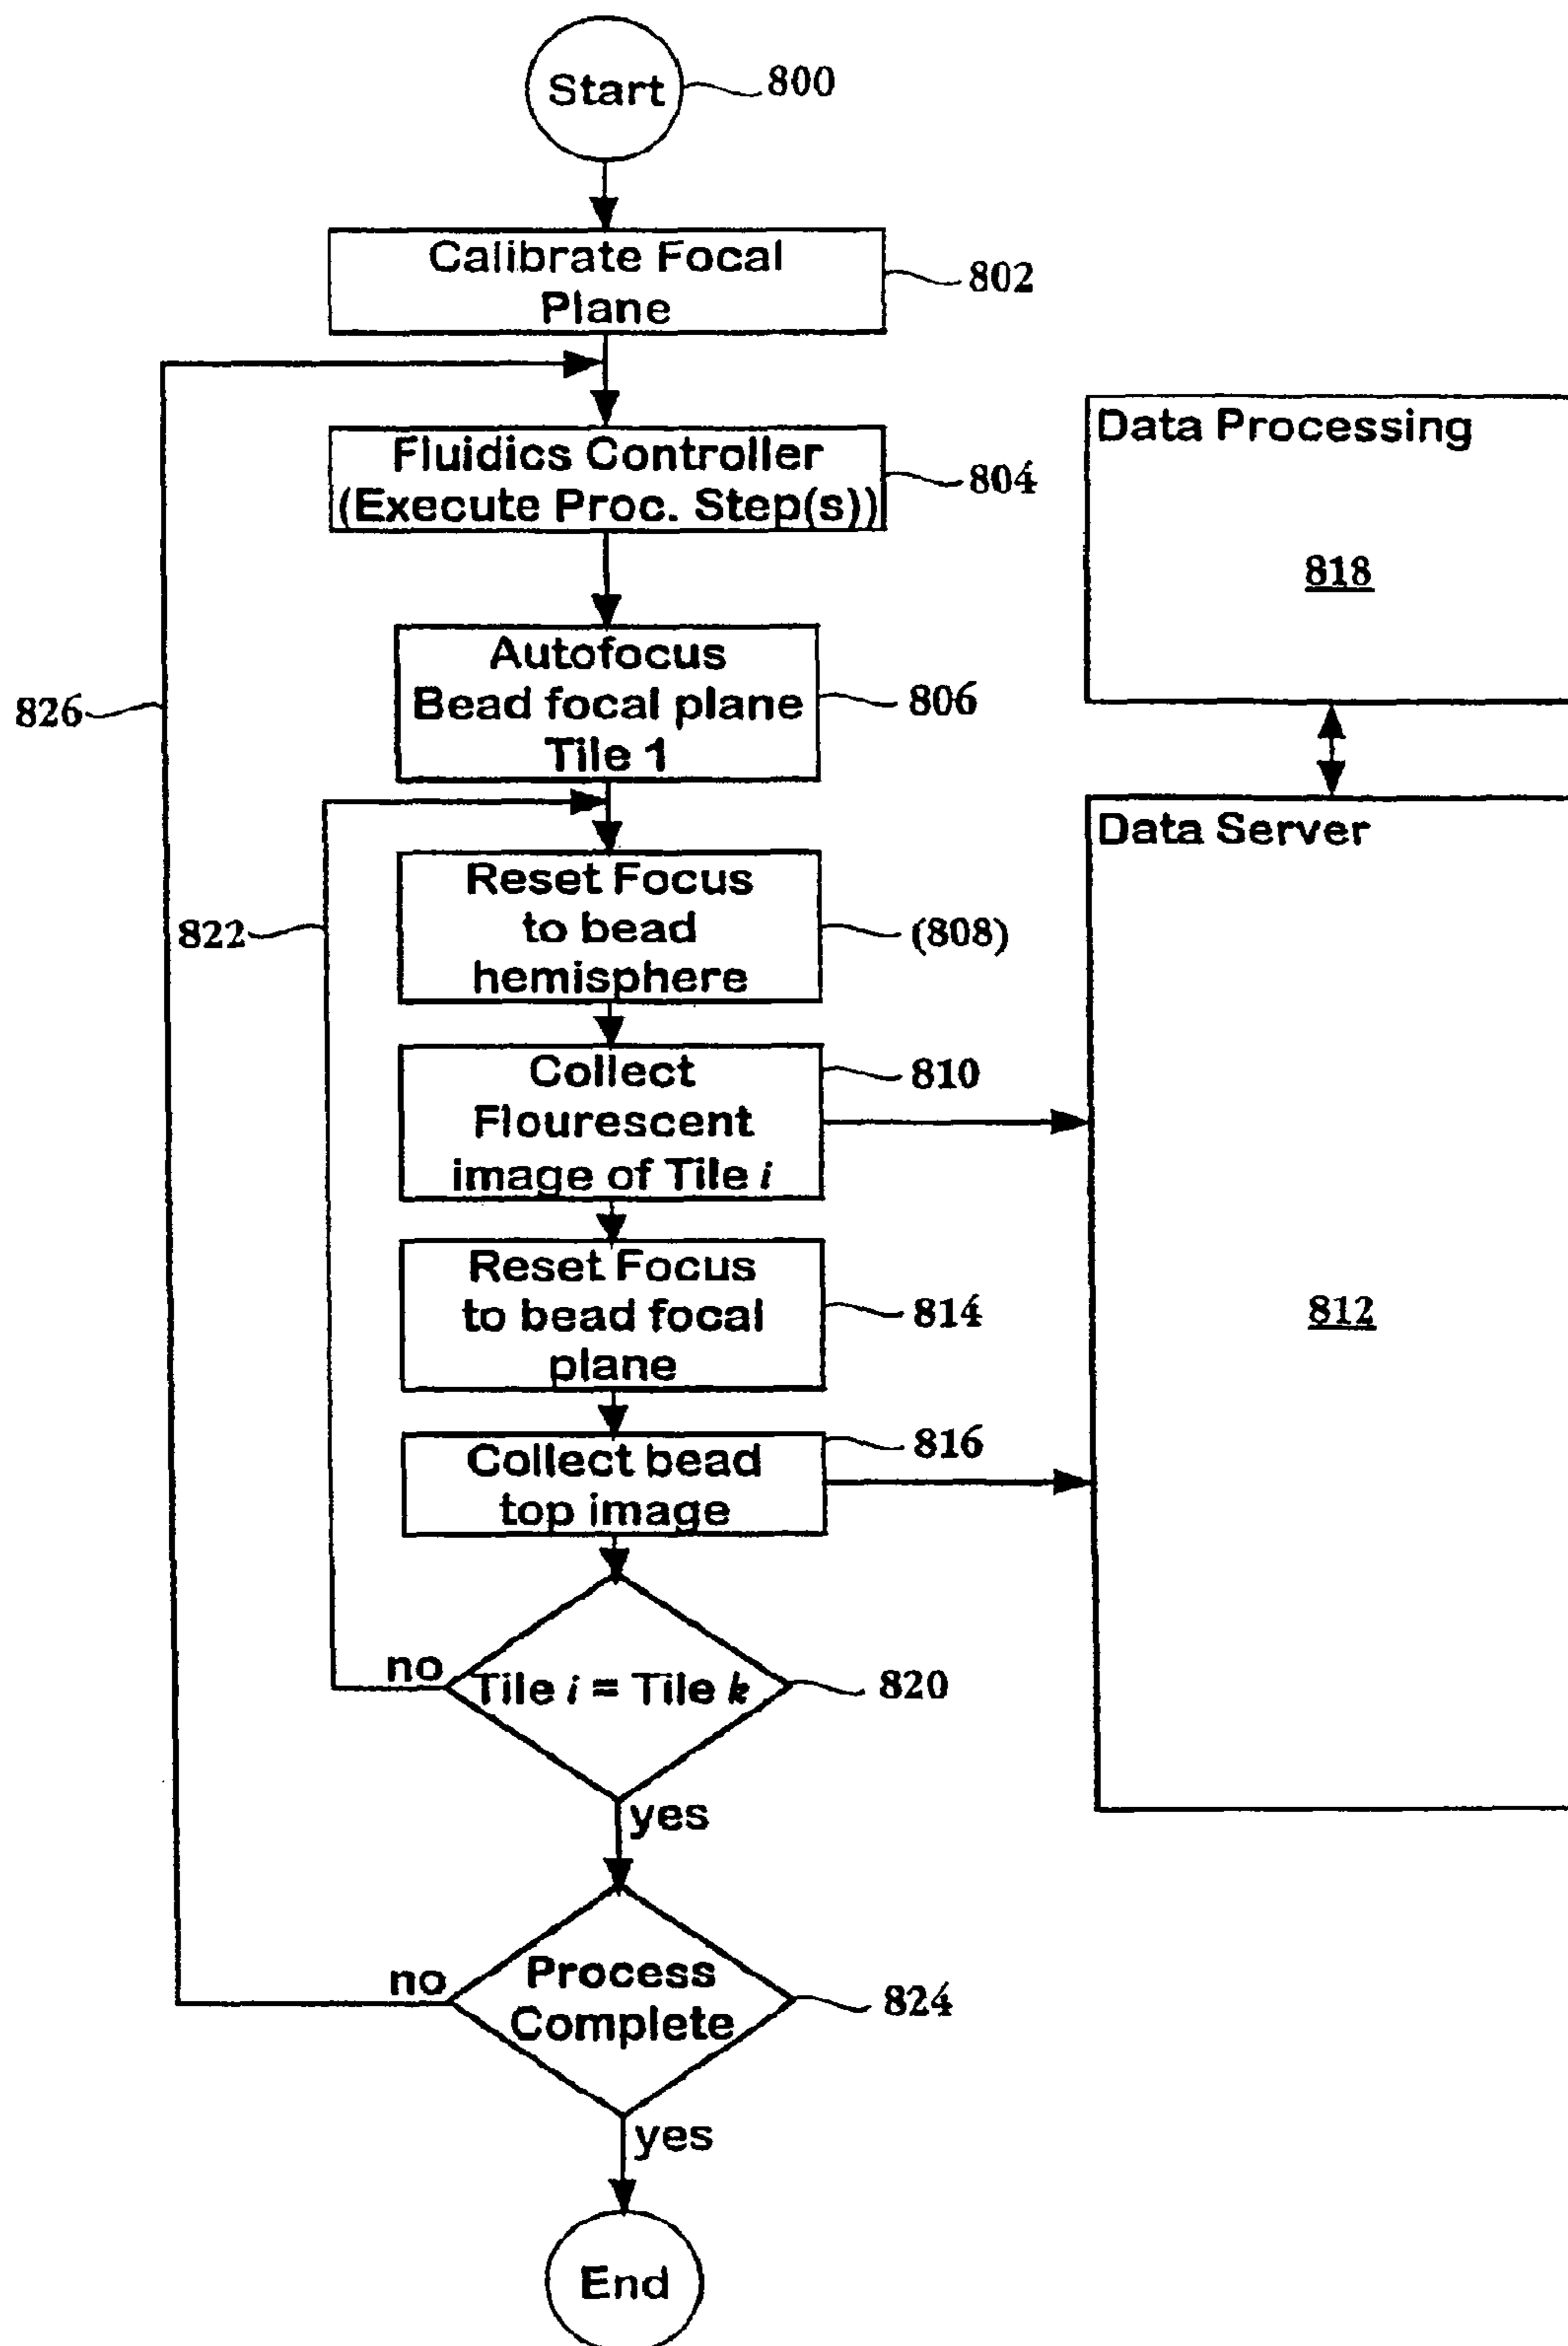 Start
800
Calibrate Focal
Plane
802
Fluidics Controller
(Execute Proc. Step(s))
804
Data Processing
818
Autofocus
Bead focal plane
Tile 1
806
826
Data Server
812
Reset Focus
to bead
hemisphere
(808)
822
Collect
Flourescent
image of Tile i
810
Reset Focus
to bead focal
plane
814
Collect bead
top image
816
Tile i = Tile k
820
no
yes
Process
Complete
824
no
yes
End